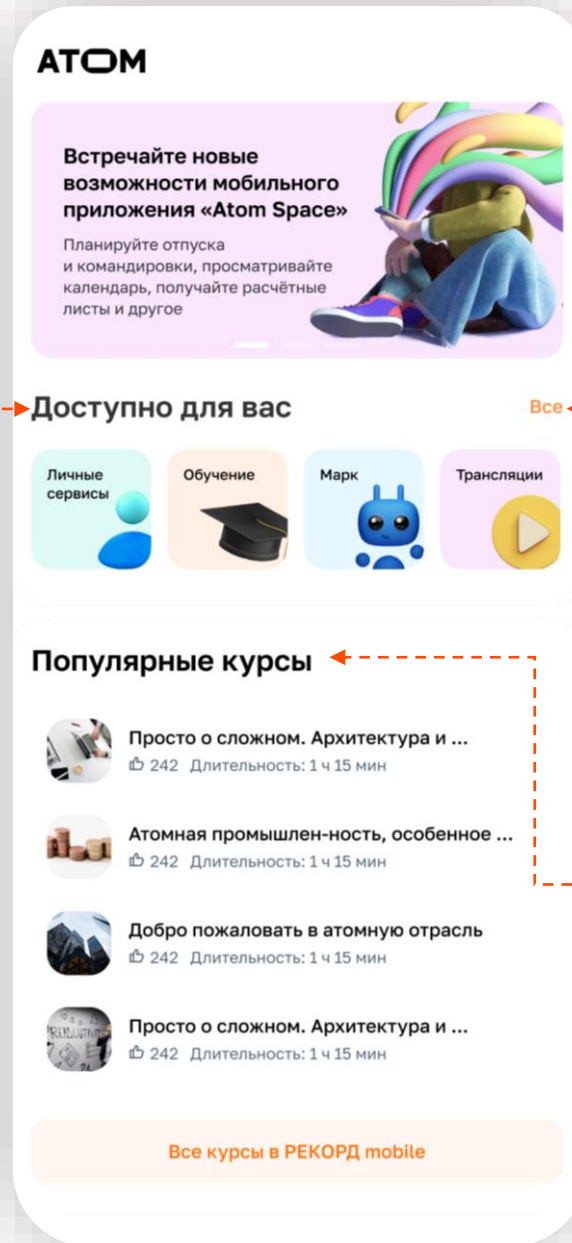 ATOM
Встречайте новые
возможности мобильного
приложения «Atom Space»
Планируйте отпуска
и командировки, просматривайте
календарь, получайте расчётные
листы и другое
Доступно для вас
Все
Личные
сервисы
Обучение
Марк
Трансляции
Популярные курсы
Просто о сложном. Архитектура и ...
242 Длительность: 1 ч 15 мин
Атомная промышлен-ность, особенное ...
242 Длительность: 1 ч 15 мин
Добро пожаловать в атомную отрасль
242 Длительность: 1 ч 15 мин
Просто о сложном. Архитектура и ...
242 Длительность: 1 ч 15 мин
Все курсы в РЕКОРД mobile